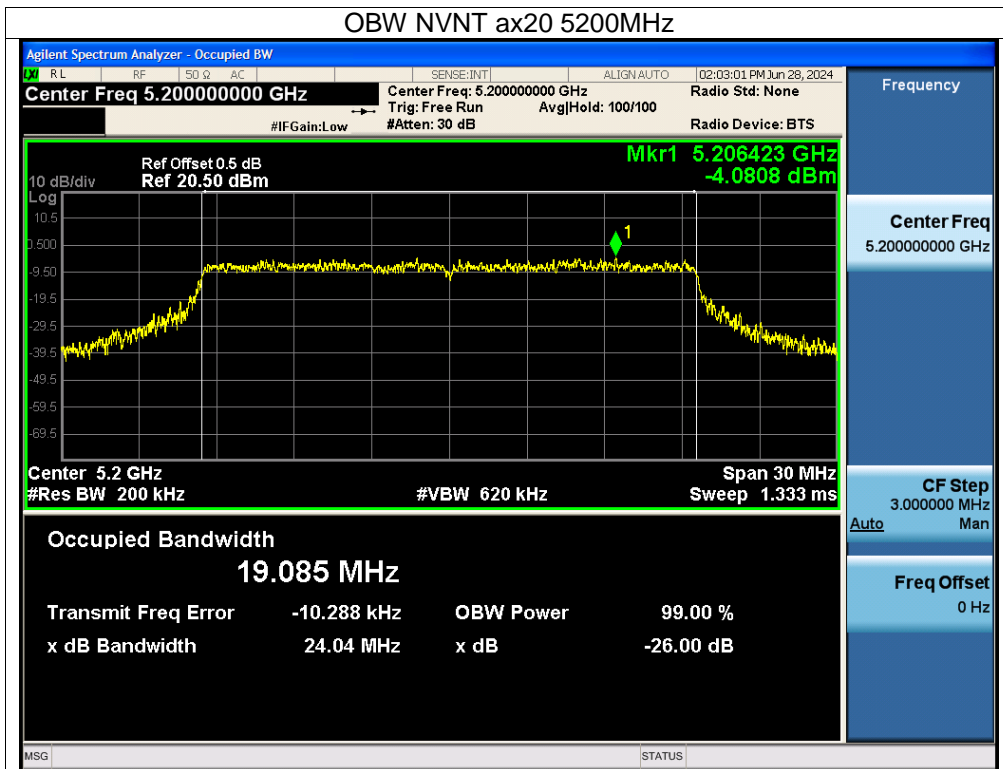 OBW NVNT ax20 5200MHz
Agilent Spectrum Analyzer - Occupied BW
LXI RL RF 50 Ω AC SENSE:INT ALIGN AUTO 02:03:01 PM Jun 28, 2024
Center Freq 5.200000000 GHz Center Freq: 5.200000000 GHz Radio Std: None
Trig: Free Run Avg|Hold: 100/100
#IFGain:Low #Atten: 30 dB Radio Device: BTS
Mkr1 5.206423 GHz
-4.0808 dBm
Ref Offset 0.5 dB
10 dB/div Ref 20.50 dBm
Log
10.5
0.500
-9.50
-19.5
-29.5
-39.5
-49.5
-59.5
-69.5
1
Center 5.2 GHz Span 30 MHz
#Res BW 200 kHz #VBW 620 kHz Sweep 1.333 ms
Occupied Bandwidth
19.085 MHz
Transmit Freq Error -10.288 kHz OBW Power 99.00 %
x dB Bandwidth 24.04 MHz x dB -26.00 dB
Frequency
Center Freq
5.200000000 GHz
CF Step
3.000000 MHz
Auto Man
Freq Offset
0 Hz
MSG STATUS